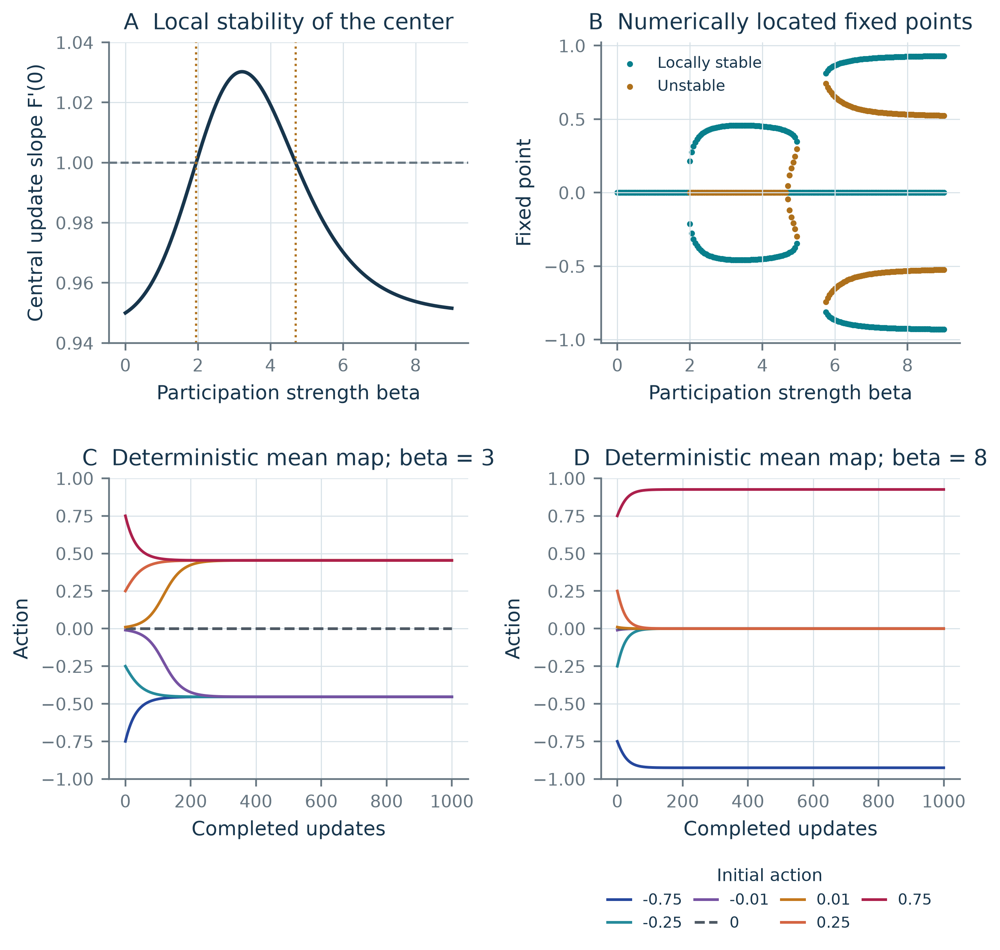 A Local stability of the center
1.04
1.02
1.00
0.98
0.96
0.94
Central update slope F'(0)
0 2 4 6 8
Participation strength beta
B Numerically located fixed points
Locally stable
Unstable
1.0
0.5
0.0
−0.5
−1.0
Fixed point
0 2 4 6 8
Participation strength beta
C Deterministic mean map; beta = 3
1.00
0.75
0.50
0.25
0.00
−0.25
−0.50
−0.75
−1.00
Action
0 200 400 600 800 1000
Completed updates
D Deterministic mean map; beta = 8
1.00
0.75
0.50
0.25
0.00
−0.25
−0.50
−0.75
−1.00
Action
0 200 400 600 800 1000
Completed updates
Initial action
-0.75 -0.01 0.01 0.75
-0.25 0 0.25